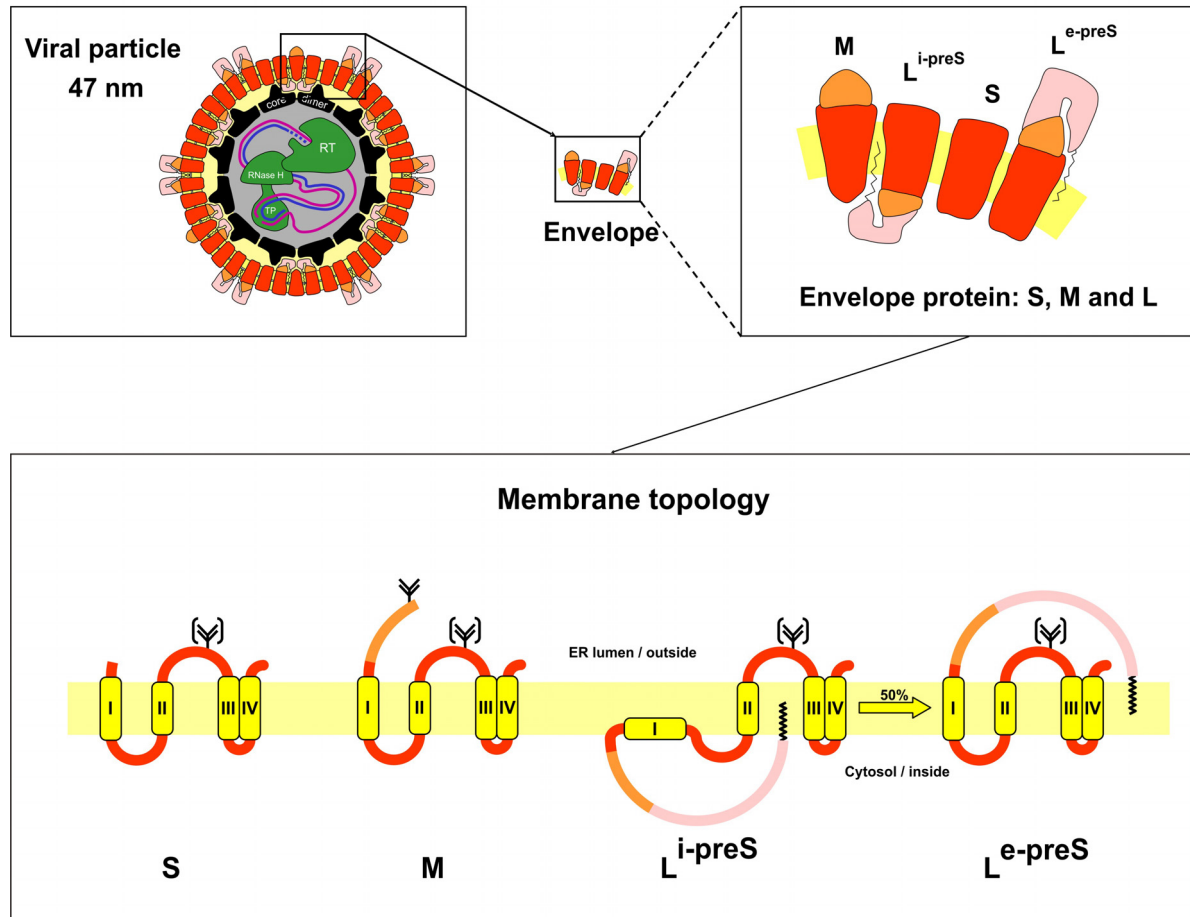 Viral particle
47 nm
core dimer
RT
RNase H
TP
Envelope
M
L i-preS
S
L e-preS
Envelope protein: S, M and L
Membrane topology
ER lumen / outside
I II III IV
I II III IV
I II III IV
50%
I II III IV
Cytosol / inside
S
M
L i-preS
L e-preS